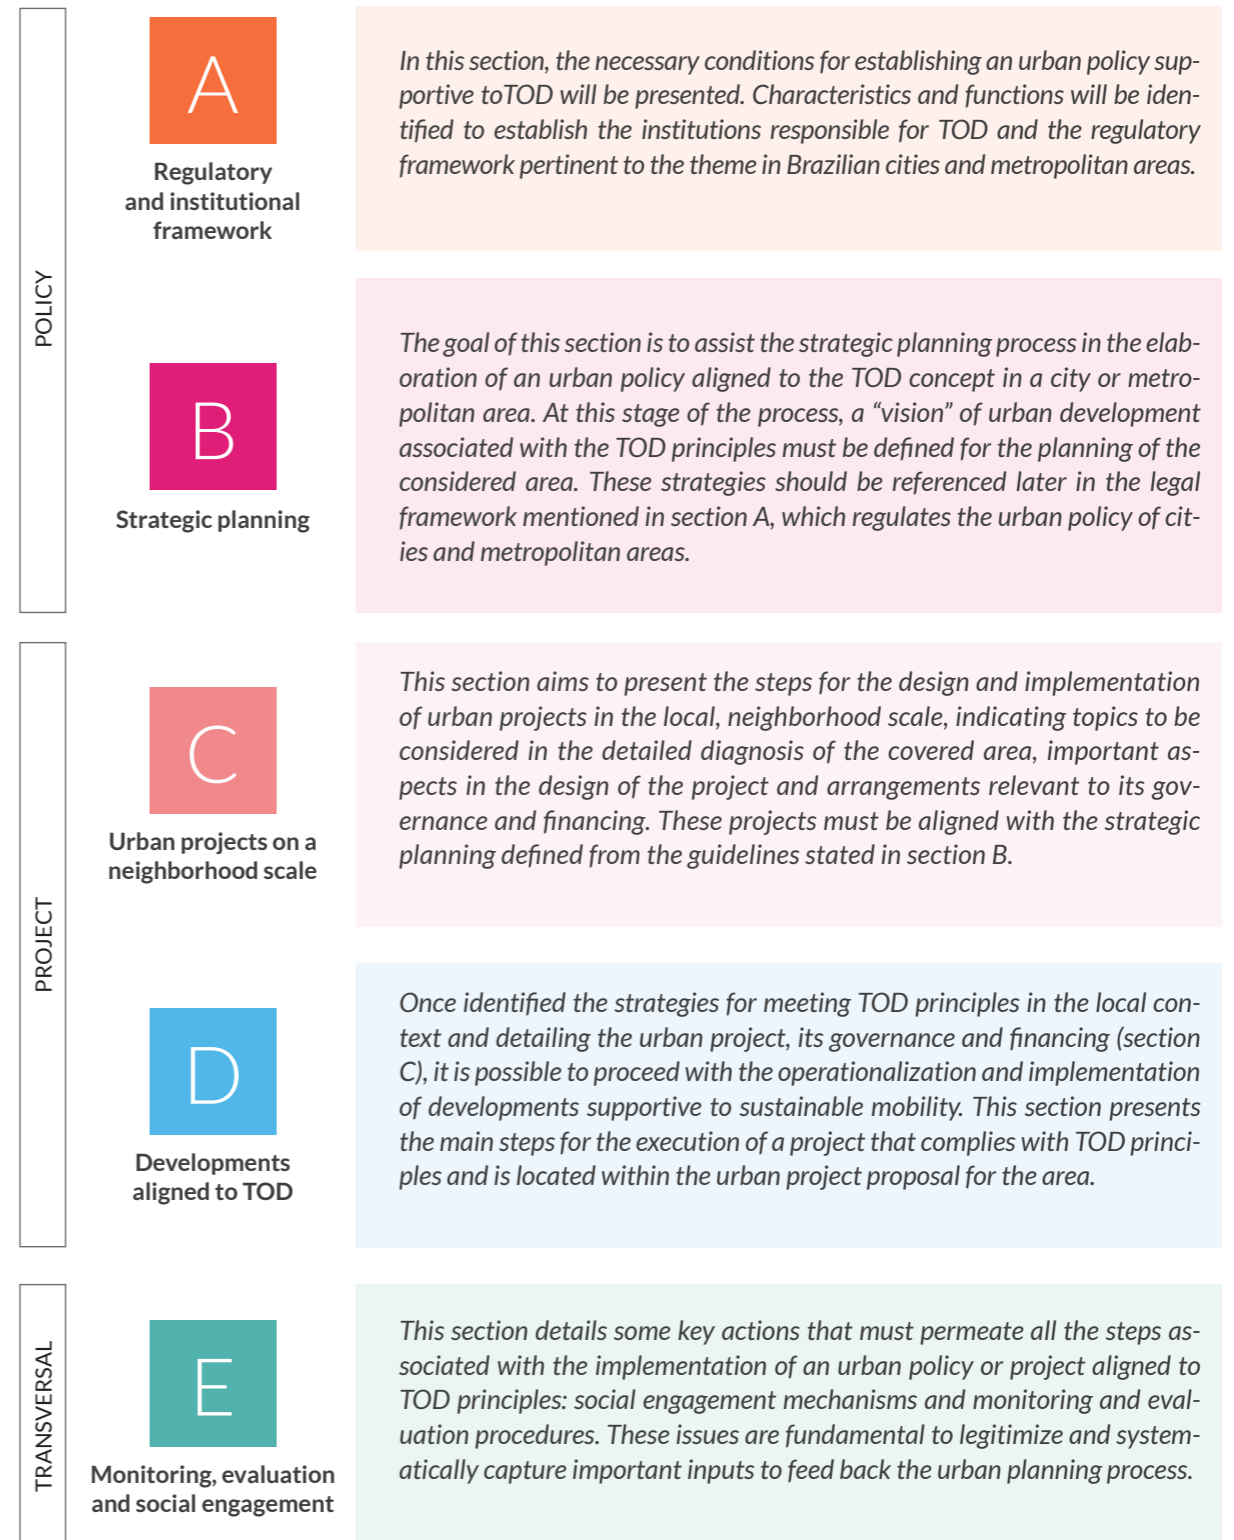 POLICY
A
Regulatory
and institutional
framework
In this section, the necessary conditions for establishing an urban policy sup-
portive toTOD will be presented. Characteristics and functions will be iden-
tified to establish the institutions responsible for TOD and the regulatory
framework pertinent to the theme in Brazilian cities and metropolitan areas.
B
Strategic planning
The goal of this section is to assist the strategic planning process in the elab-
oration of an urban policy aligned to the TOD concept in a city or metro-
politan area. At this stage of the process, a “vision” of urban development
associated with the TOD principles must be defined for the planning of the
considered area. These strategies should be referenced later in the legal
framework mentioned in section A, which regulates the urban policy of cit-
ies and metropolitan areas.
PROJECT
C
Urban projects on a
neighborhood scale
This section aims to present the steps for the design and implementation
of urban projects in the local, neighborhood scale, indicating topics to be
considered in the detailed diagnosis of the covered area, important as-
pects in the design of the project and arrangements relevant to its gov-
ernance and financing. These projects must be aligned with the strategic
planning defined from the guidelines stated in section B.
D
Developments
aligned to TOD
Once identified the strategies for meeting TOD principles in the local con-
text and detailing the urban project, its governance and financing (section
C), it is possible to proceed with the operationalization and implementation
of developments supportive to sustainable mobility. This section presents
the main steps for the execution of a project that complies with TOD princi-
ples and is located within the urban project proposal for the area.
TRANSVERSAL
E
Monitoring, evaluation
and social engagement
This section details some key actions that must permeate all the steps as-
sociated with the implementation of an urban policy or project aligned to
TOD principles: social engagement mechanisms and monitoring and eval-
uation procedures. These issues are fundamental to legitimize and system-
atically capture important inputs to feed back the urban planning process.